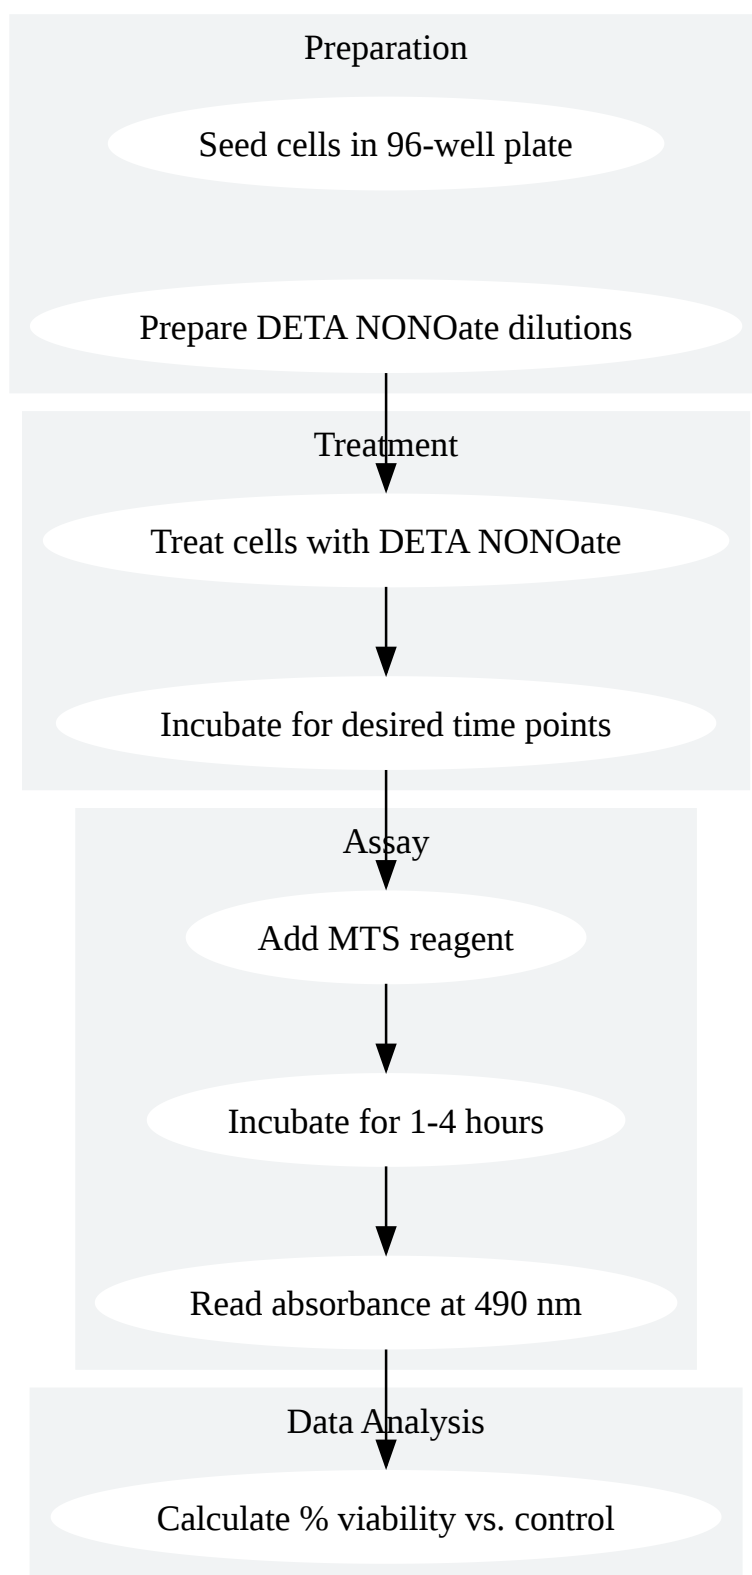 Preparation
Seed cells in 96-well plate
Prepare DETA NONOate dilutions
Treatment
Treat cells with DETA NONOate
Incubate for desired time points
Assay
Add MTS reagent
Incubate for 1-4 hours
Read absorbance at 490 nm
Data Analysis
Calculate % viability vs. control